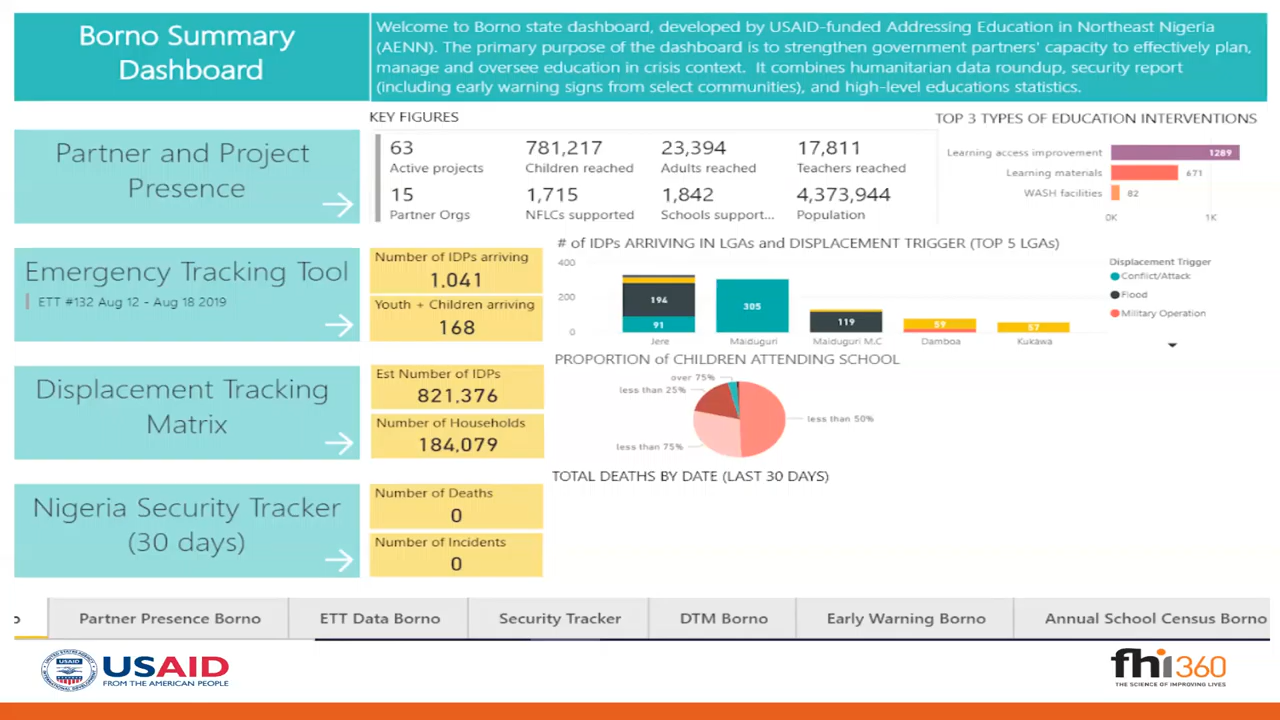 Borno Summary
Dashboard
Welcome to Borno state dashboard, developed by USAID-funded Addressing Education in Northeast Nigeria
(AENN). The primary purpose of the dashboard is to strengthen government partners' capacity to effectively plan,
manage and oversee education in crisis context. It combines humanitarian data roundup, security report
(including early warning signs from select communities), and high-level educations statistics.
Partner and Project
Presence
KEY FIGURES
63
781,217
23,394
17,811
Active projects
Children reached
Adults reached
Teachers reached
15
1,715
1,842
4,373,944
Partner Orgs
NFLCs supported
Schools support...
Population
TOP 3 TYPES OF EDUCATION INTERVENTIONS
Learning access improvement
1289
Learning materials
671
WASH facilities
82
0K
1K
Emergency Tracking Tool
ETT #132 Aug 12 - Aug 18 2019
Number of IDPs arriving
1,041
Youth + Children arriving
168
# of IDPs ARRIVING IN LGAs and DISPLACEMENT TRIGGER (TOP 5 LGAs)
400
200
0
194
91
305
119
59
57
Jere
Maiduguri
Maiduguri M.C
Damboa
Kukawa
Displacement Trigger
Conflict/Attack
Flood
Military Operation
Displacement Tracking
Matrix
Est Number of IDPs
821,376
Number of Households
184,079
PROPORTION of CHILDREN ATTENDING SCHOOL
over 75%
less than 25%
less than 50%
less than 75%
Nigeria Security Tracker
(30 days)
Number of Deaths
0
Number of Incidents
0
TOTAL DEATHS BY DATE (LAST 30 DAYS)
o
Partner Presence Borno
ETT Data Borno
Security Tracker
DTM Borno
Early Warning Borno
Annual School Census Borno
USAID
FROM THE AMERICAN PEOPLE
fhi 360
THE SCIENCE OF IMPROVING LIVES